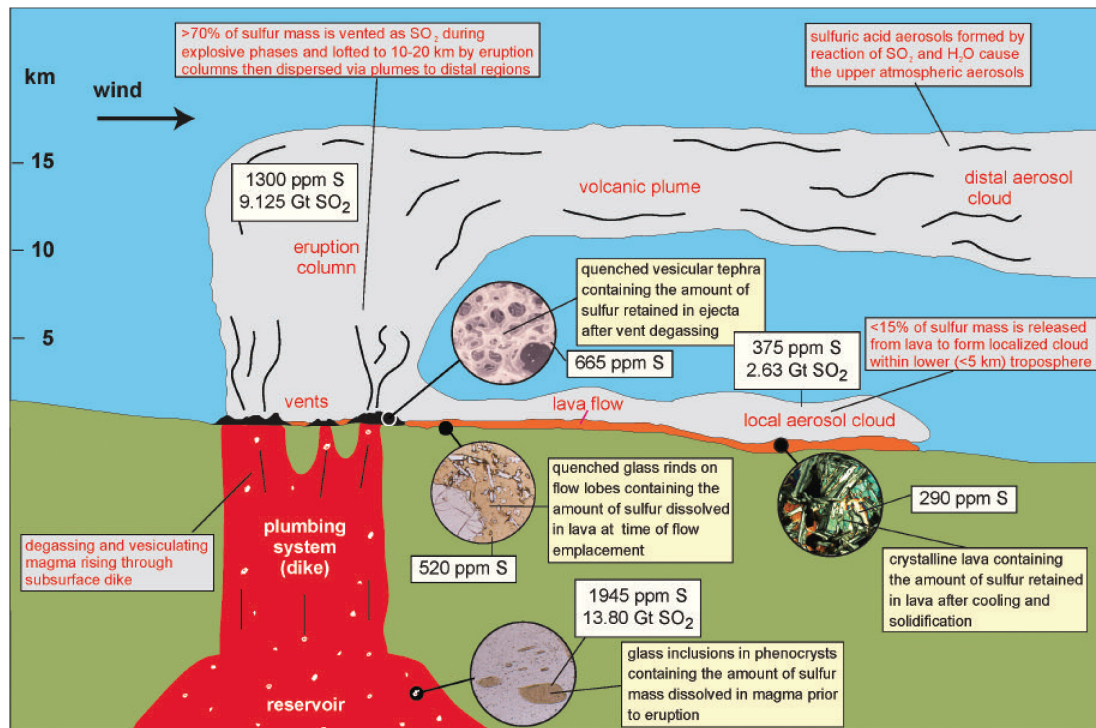 >70% of sulfur mass is vented as SO2 during
explosive phases and lofted to 10-20 km by eruption
columns then dispersed via plumes to distal regions
sulfuric acid aerosols formed by
reaction of SO2 and H2O cause
the upper atmospheric aerosols
km
wind
15
10
5
1300 ppm S
9.125 Gt SO2
eruption
column
volcanic plume
distal aerosol
cloud
quenched vesicular tephra
containing the amount of
sulfur retained in ejecta
after vent degassing
665 ppm S
375 ppm S
2.63 Gt SO2
<15% of sulfur mass is released
from lava to form localized cloud
within lower (<5 km) troposphere
vents
lava flow
local aerosol cloud
quenched glass rinds on
flow lobes containing the
amount of sulfur dissolved
in lava at time of flow
emplacement
520 ppm S
290 ppm S
crystalline lava containing
the amount of sulfur retained
in lava after cooling and
solidification
degassing and vesiculating
magma rising through
subsurface dike
plumbing
system
(dike)
1945 ppm S
13.80 Gt SO2
glass inclusions in phenocrysts
containing the amount of sulfur
mass dissolved in magma prior
to eruption
reservoir